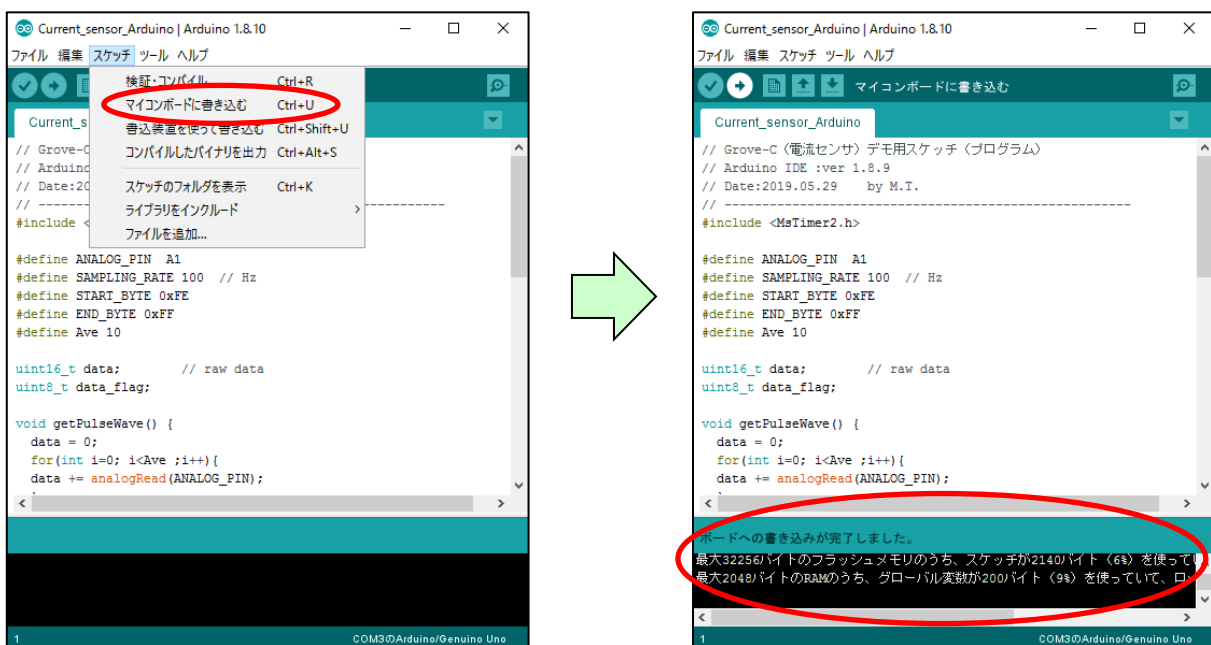 Current_sensor_Arduino | Arduino 1.8.10
ファイル 編集 スケッチ ツール ヘルプ
検証・コンパイル Ctrl+R
マイコンボードに書き込む Ctrl+U
書込装置を使って書き込む Ctrl+Shift+U
コンパイルしたバイナリを出力 Ctrl+Alt+S
スケッチのフォルダを表示 Ctrl+K
ライブラリをインクルード
ファイルを追加...
Current_s
// Grove-C
// Arduino
// Date:20
// ---
#include <
#define ANALOG_PIN A1
#define SAMPLING_RATE 100 // Hz
#define START_BYTE 0xFE
#define END_BYTE 0xFF
#define Ave 10
uint16_t data; // raw data
uint8_t data_flag;
void getPulseWave() {
data = 0;
for(int i=0; i<Ave ;i++){
data += analogRead(ANALOG_PIN);
1
COM3のArduino/Genuino Uno
Current_sensor_Arduino | Arduino 1.8.10
ファイル 編集 スケッチ ツール ヘルプ
マイコンボードに書き込む
Current_sensor_Arduino
// Grove-C（電流センサ）デモ用スケッチ（プログラム）
// Arduino IDE :ver 1.8.9
// Date:2019.05.29 by M.T.
// ------------------------------------------------------
#include <MsTimer2.h>
#define ANALOG_PIN A1
#define SAMPLING_RATE 100 // Hz
#define START_BYTE 0xFE
#define END_BYTE 0xFF
#define Ave 10
uint16_t data; // raw data
uint8_t data_flag;
void getPulseWave() {
data = 0;
for(int i=0; i<Ave ;i++){
data += analogRead(ANALOG_PIN);
ボードへの書き込みが完了しました。
最大32256バイトのフラッシュメモリのうち、スケッチが2140バイト（6%）を使ってい
最大2048バイトのRAMのうち、グローバル変数が200バイト（9%）を使っていて、ロー
1
COM3のArduino/Genuino Uno